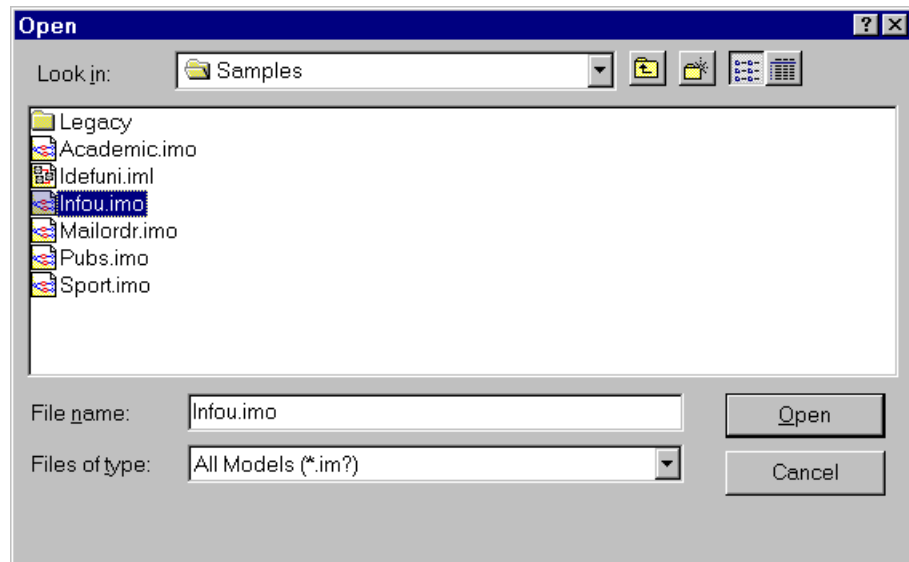 Open
Look in: Samples
Legacy
Academic.imo
Idefuni.iml
Infou.imo
Mailordr.imo
Pubs.imo
Sport.imo
File name: Infou.imo Open
Files of type: All Models (*.im?) Cancel